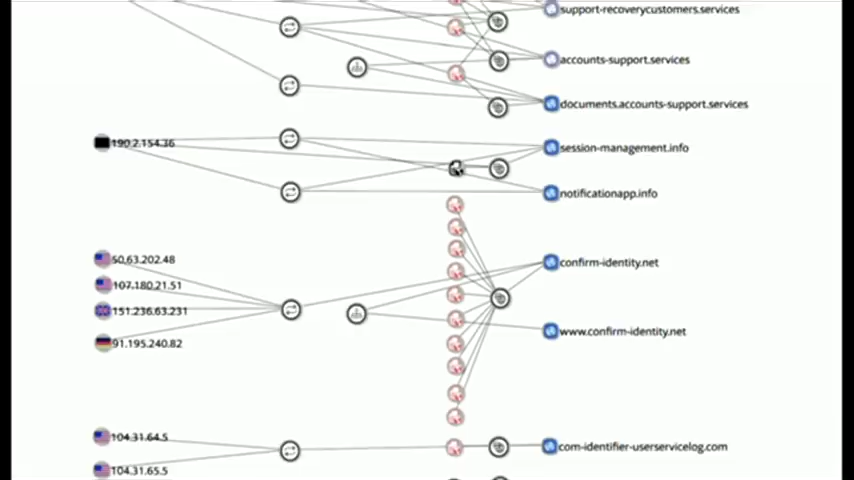 support-recoverycustomers.services
accounts-support.services
documents.accounts-support.services
190.2.154.36
session-management.info
notificationapp.info
50.63.202.48
confirm-identity.net
107.180.21.51
151.236.63.231
www.confirm-identity.net
91.195.240.82
104.31.64.5
com-identifier-userservicelog.com
104.31.65.5